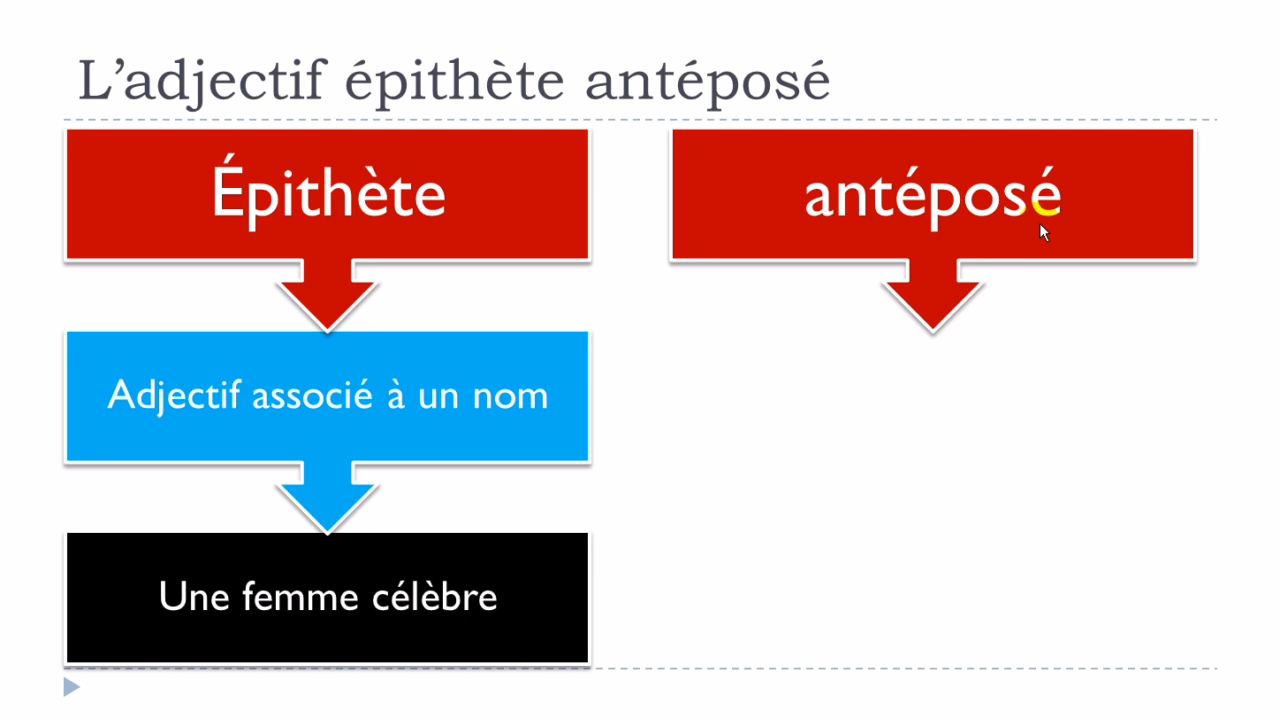 L’adjectif épithète antéposé
Épithète
antéposé
Adjectif associé à un nom
Une femme célèbre